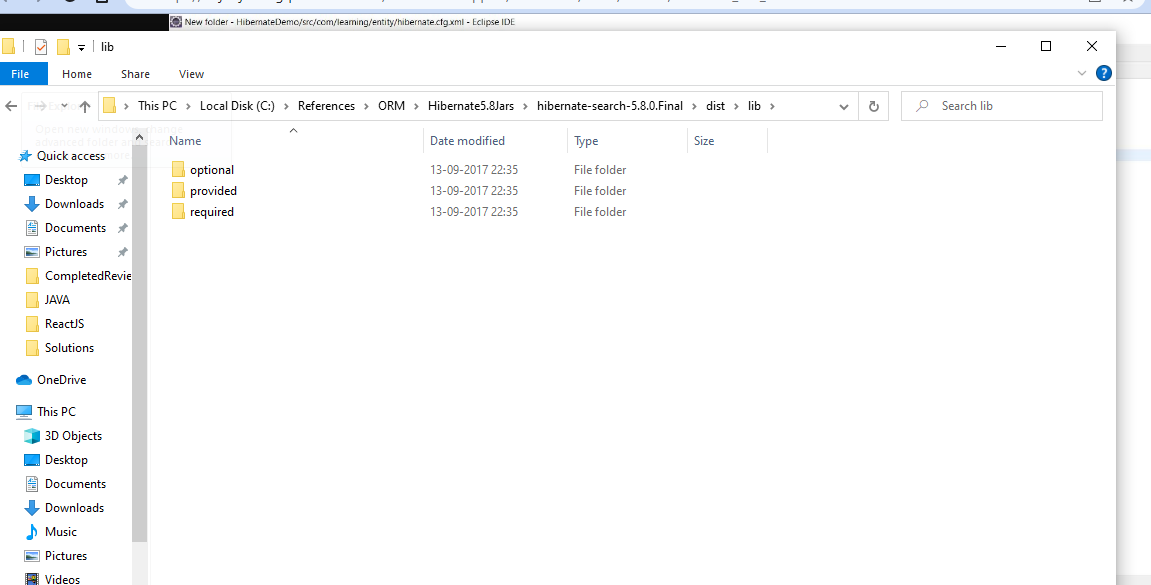 New folder - HibernateDemo/src/com/learning/entity/hibernate.cfg.xml - Eclipse IDE
lib
File Home Share View
This PC > Local Disk (C:) > References > ORM > Hibernate5.8Jars > hibernate-search-5.8.0.Final > dist > lib > Search lib
Name Date modified Type Size
Quick access
optional 13-09-2017 22:35 File folder
Desktop
provided 13-09-2017 22:35 File folder
Downloads
required 13-09-2017 22:35 File folder
Documents
Pictures
CompletedRevie
JAVA
ReactJS
Solutions
OneDrive
This PC
3D Objects
Desktop
Documents
Downloads
Music
Pictures
Videos